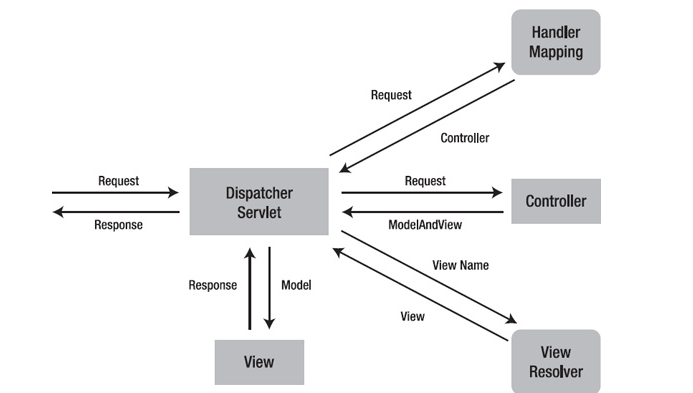 Handler
Mapping
Request
Controller
Request
Response
Dispatcher
Servlet
Request
ModelAndView
Controller
Response
Model
View Name
View
View
View
Resolver